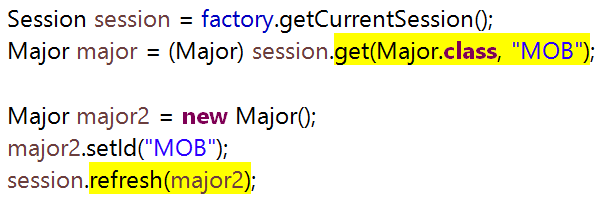 Session session = factory.getCurrentSession();
Major major = (Major) session.get(Major.class, "MOB");
Major major2 = new Major();
major2.setId("MOB");
session.refresh(major2);